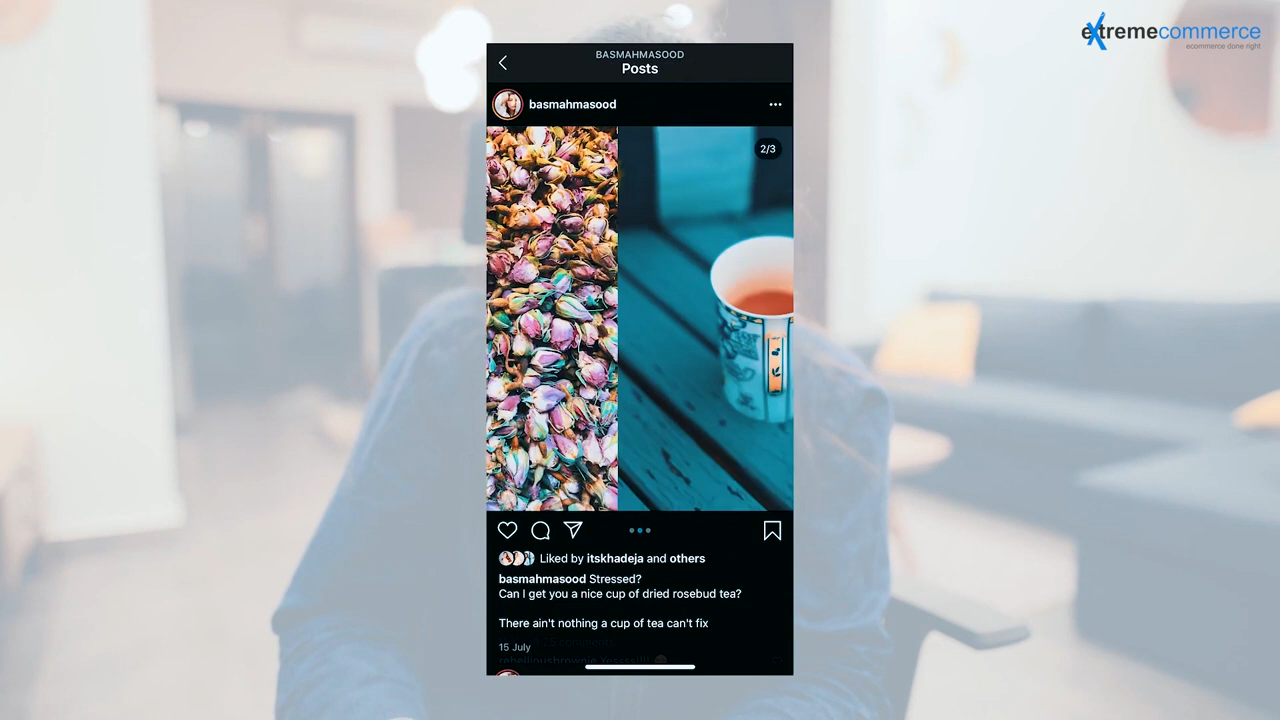 extremecommerce
ecommerce done right
BASMAHMASOOD
Posts
basmahmasood
2/3
Liked by itskhadeja and others
basmahmasood Stressed?
Can I get you a nice cup of dried rosebud tea?
There ain't nothing a cup of tea can't fix
15 July